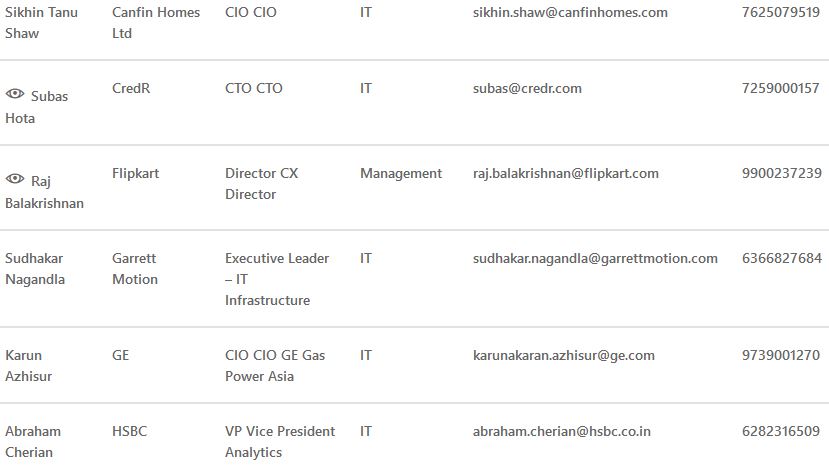 Sikhin Tanu Shaw Canfin Homes Ltd CIO CIO IT sikhin.shaw@canfinhomes.com 7625079519
Subas Hota CredR CTO CTO IT subas@credr.com 7259000157
Raj Balakrishnan Flipkart Director CX Director Management raj.balakrishnan@flipkart.com 9900237239
Sudhakar Nagandla Garrett Motion Executive Leader – IT Infrastructure IT sudhakar.nagandla@garrettmotion.com 6366827684
Karun Azhisur GE CIO CIO GE Gas Power Asia IT karunakaran.azhisur@ge.com 9739001270
Abraham Cherian HSBC VP Vice President Analytics IT abraham.cherian@hsbc.co.in 6282316509